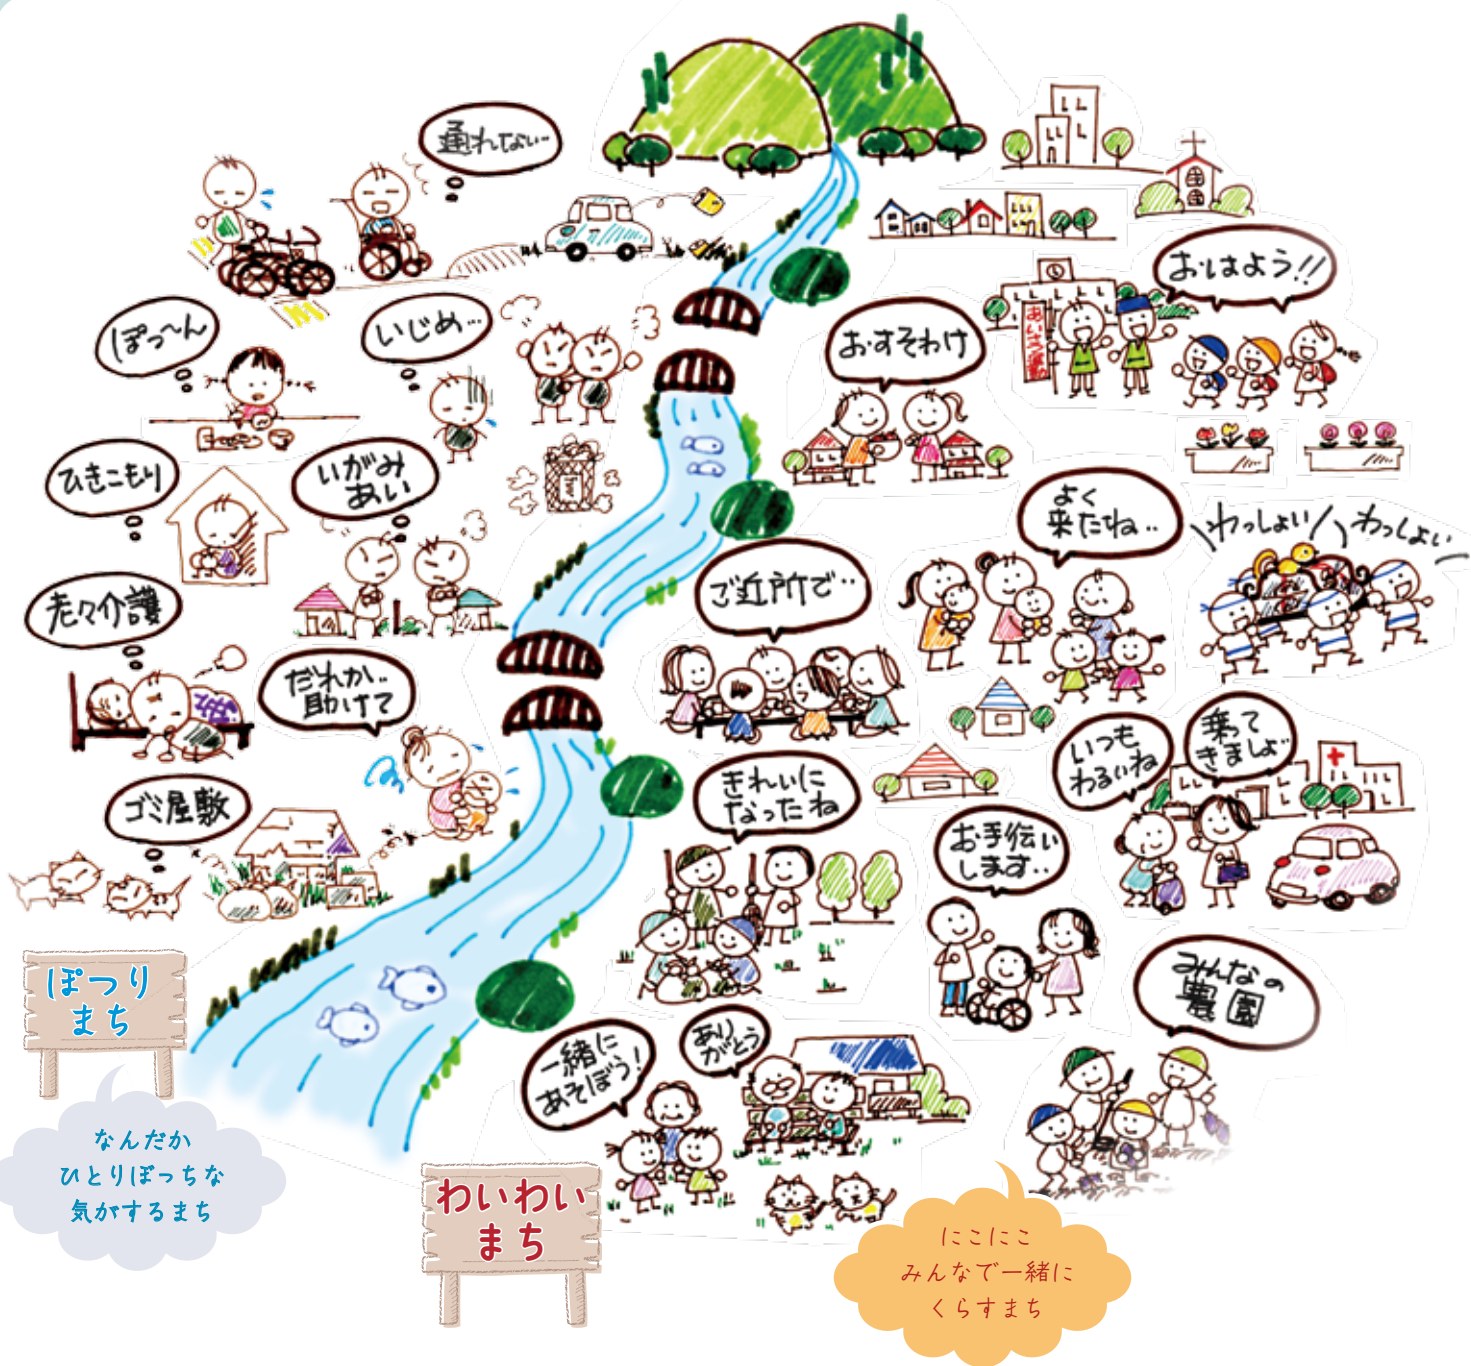 通れない…
ぽっ〜ん
いじめ…
ひきこもり
いがみ
あい
老々介護
だれか…
助けて
ゴミ屋敷
ぽつり
まち
なんだか
ひとりぼっちな
気がするまち
おはよう!!
あいさつ運動
おすそわけ
よく
来たね…
わっしょい
わっしょい
ご近所で…
いつも
わるいね
乗って
きましょ
きれいに
なったね
お手伝い
します…
みんなの
農園
一緒に
あそぼう!
あり
がとう
わいわい
まち
にこにこ
みんなで一緒に
くらすまち